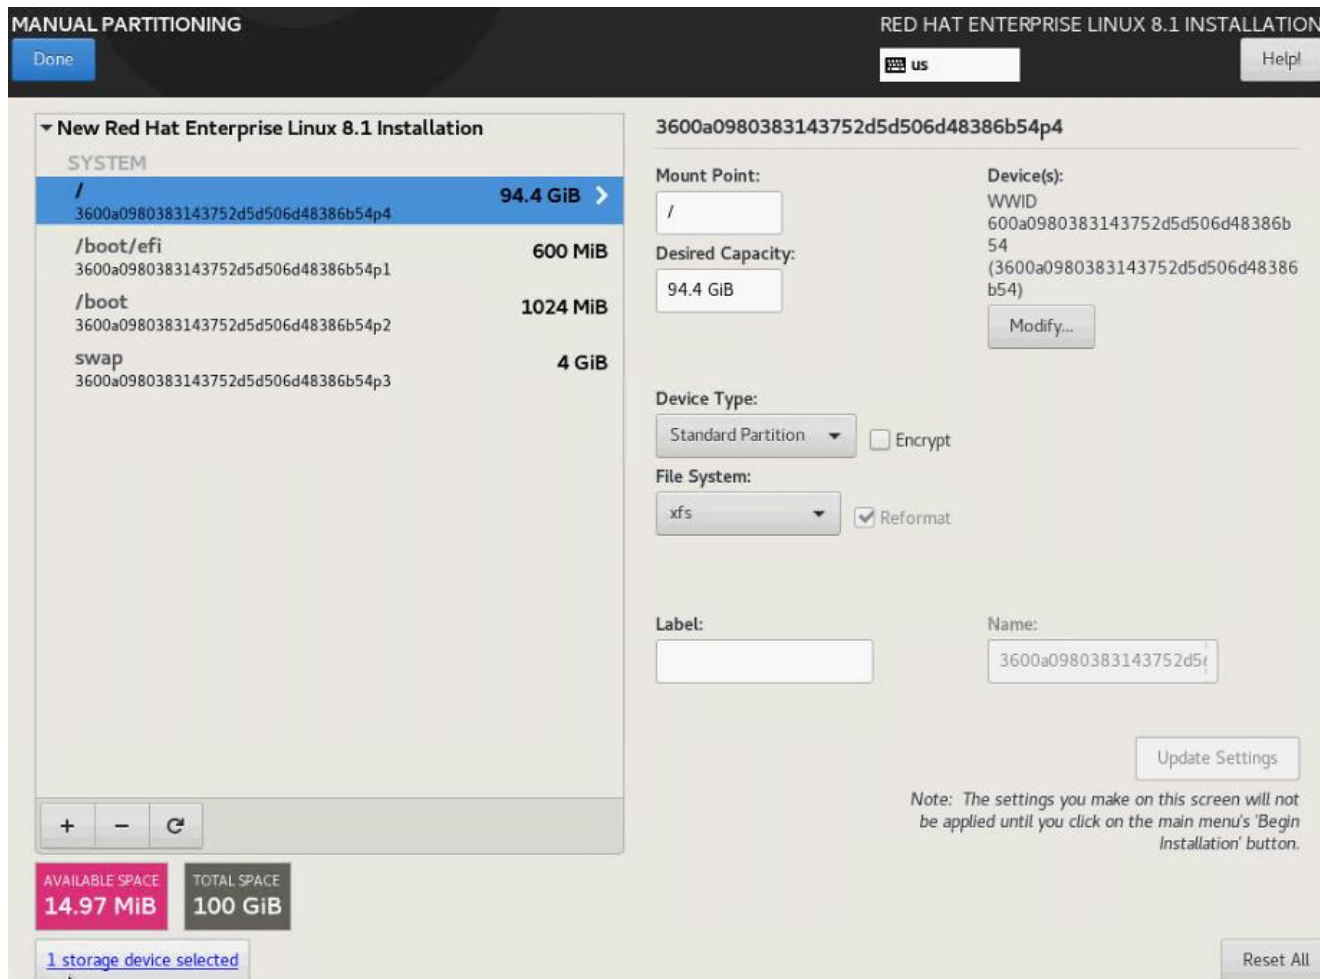 MANUAL PARTITIONING
RED HAT ENTERPRISE LINUX 8.1 INSTALLATION
Done
us
Help!
New Red Hat Enterprise Linux 8.1 Installation
SYSTEM
/
94.4 GiB
3600a0980383143752d5d506d48386b54p4
/boot/efi
600 MiB
3600a0980383143752d5d506d48386b54p1
/boot
1024 MiB
3600a0980383143752d5d506d48386b54p2
swap
4 GiB
3600a0980383143752d5d506d48386b54p3
3600a0980383143752d5d506d48386b54p4
Mount Point:
/
Desired Capacity:
94.4 GiB
Device(s):
WWID
600a0980383143752d5d506d48386b
54
(3600a0980383143752d5d506d48386
b54)
Modify...
Device Type:
Standard Partition
Encrypt
File System:
xfs
Reformat
Label:
Name:
3600a0980383143752d5
Update Settings
Note: The settings you make on this screen will not
be applied until you click on the main menu's 'Begin
Installation' button.
+ −
AVAILABLE SPACE
14.97 MiB
TOTAL SPACE
100 GiB
1 storage device selected
Reset All